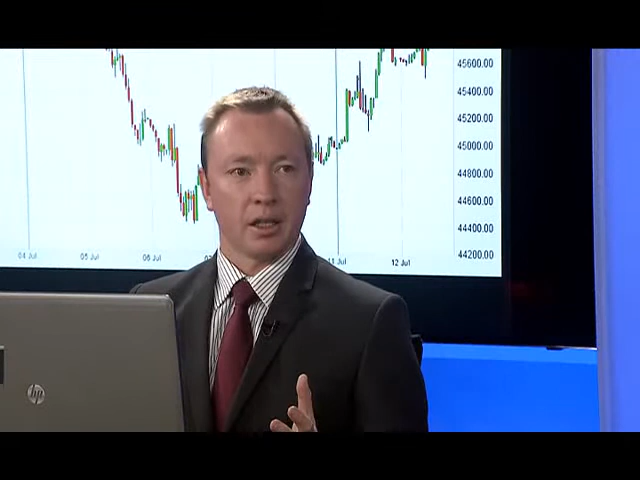 45600.00
45400.00
45200.00
45000.00
44800.00
44600.00
44400.00
44200.00
04 Jul
05 Jul
06 Jul
11 Jul
12 Jul
hp